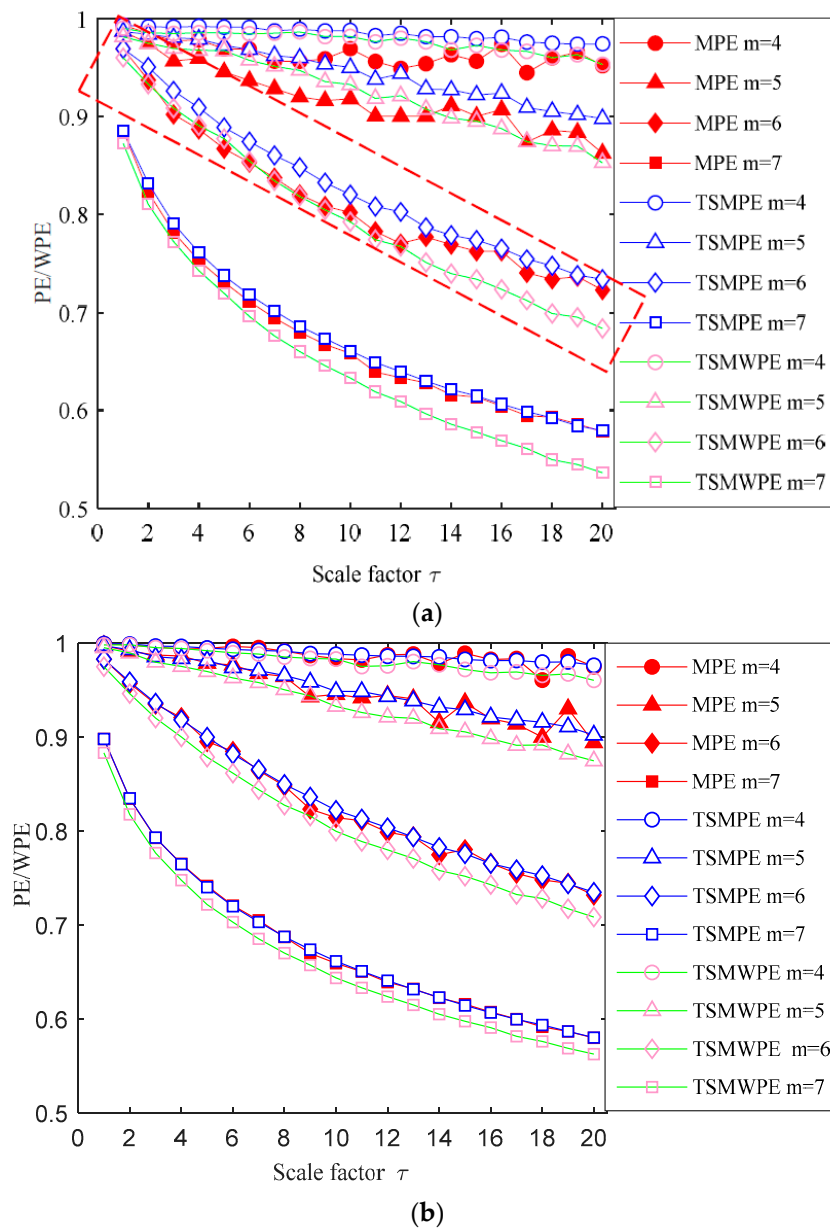 1
0.9
0.8
0.7
0.6
0.5
PE/WPE
0 2 4 6 8 10 12 14 16 18 20
Scale factor τ
MPE m=4
MPE m=5
MPE m=6
MPE m=7
TSMPE m=4
TSMPE m=5
TSMPE m=6
TSMPE m=7
TSMWPE m=4
TSMWPE m=5
TSMWPE m=6
TSMWPE m=7
(a)
1
0.9
0.8
0.7
0.6
0.5
PE/WPE
0 2 4 6 8 10 12 14 16 18 20
Scale factor τ
MPE m=4
MPE m=5
MPE m=6
MPE m=7
TSMPE m=4
TSMPE m=5
TSMPE m=6
TSMPE m=7
TSMWPE m=4
TSMWPE m=5
TSMWPE m=6
TSMWPE m=7
(b)